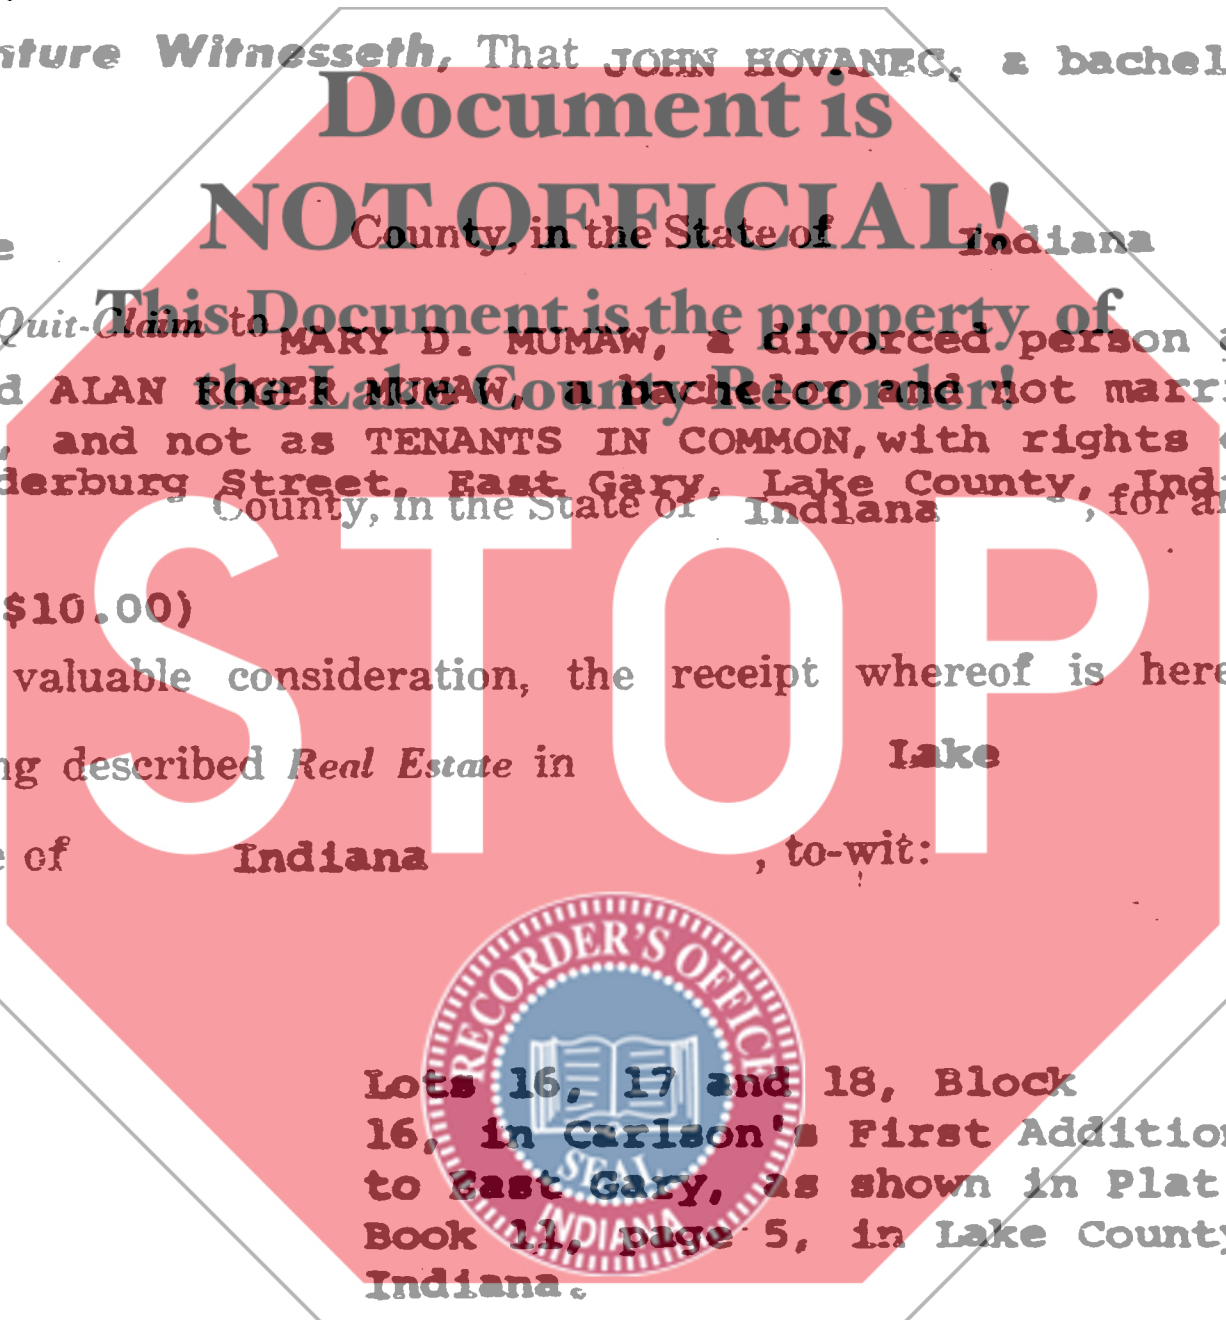 nture Witnesseth, That JOHN HOVANEC, a bachel
Document is
NOT OFFICIAL!
e County, in the State of Indiana
This Document is the property of
Quit-Claim to MARY D. MUMAW, a divorced person a
the Lake County Recorder!
d ALAN ROGER MUMAW, a bachelor and not marri
, and not as TENANTS IN COMMON, with rights
derburg Street, East Gary, Lake County, Indi
County, in the State of Indiana , for an
STOP
$10.00)
valuable consideration, the receipt whereof is here
ng described Real Estate in Lake
e of Indiana , to-wit:
RECORDER'S OFFICE
Lots 16, 17 and 18, Block
16, in Carlson's First Addition
SEAL
to East Gary, as shown in Plat
INDIANA
Book 11, page 5, in Lake County
Indiana.